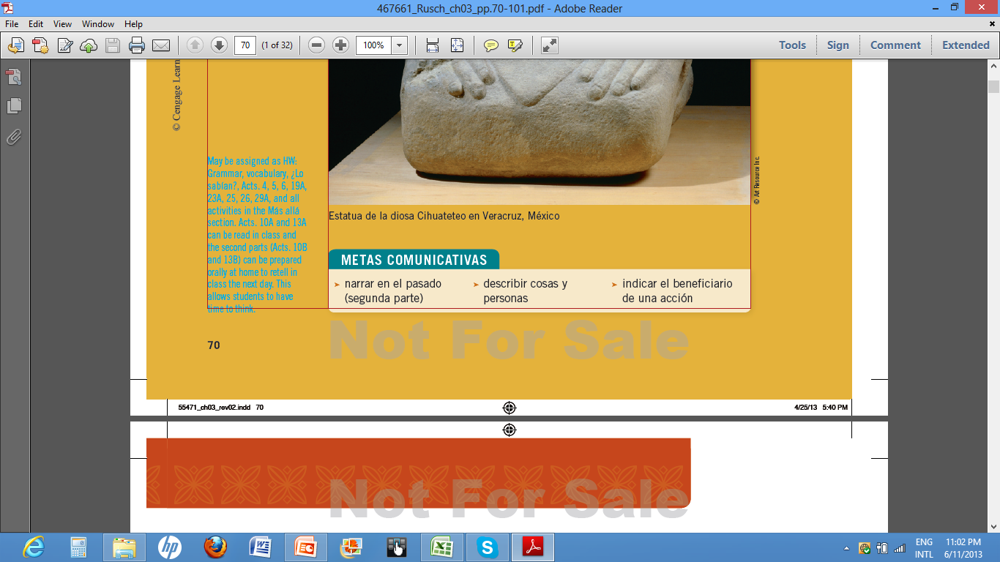 467661_Rusch_ch03_pp.70-101.pdf - Adobe Reader
File Edit View Window Help
70 (1 of 32) 100% Tools Sign Comment Extended
© Cengage Learn
May be assigned as HW:
Grammar, vocabulary, ¿Lo
sabían?, Acts. 4, 5, 6, 19A,
23A, 25, 26, 29A, and all
activities in the Más allá
section. Acts. 10A and 13A
can be read in class and
the second parts (Acts. 10B
and 13B) can be prepared
orally at home to retell in
class the next day. This
allows students to have
time to think.
© Art Resource Inc.
Estatua de la diosa Cihuateteo en Veracruz, México
METAS COMUNICATIVAS
narrar en el pasado
(segunda parte)
describir cosas y
personas
indicar el beneficiario
de una acción
Not For Sale
70
55471_ch03_rev02.indd 70
4/25/13 5:40 PM
Not For Sale
ENG
INTL
11:02 PM
6/11/2013